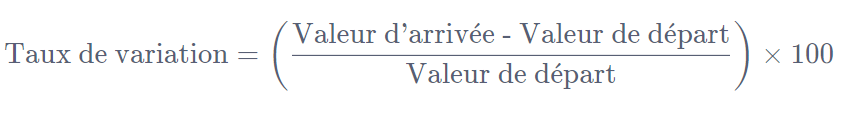 Taux de variation = (Valeur d’arrivée - Valeur de départ / Valeur de départ) × 100